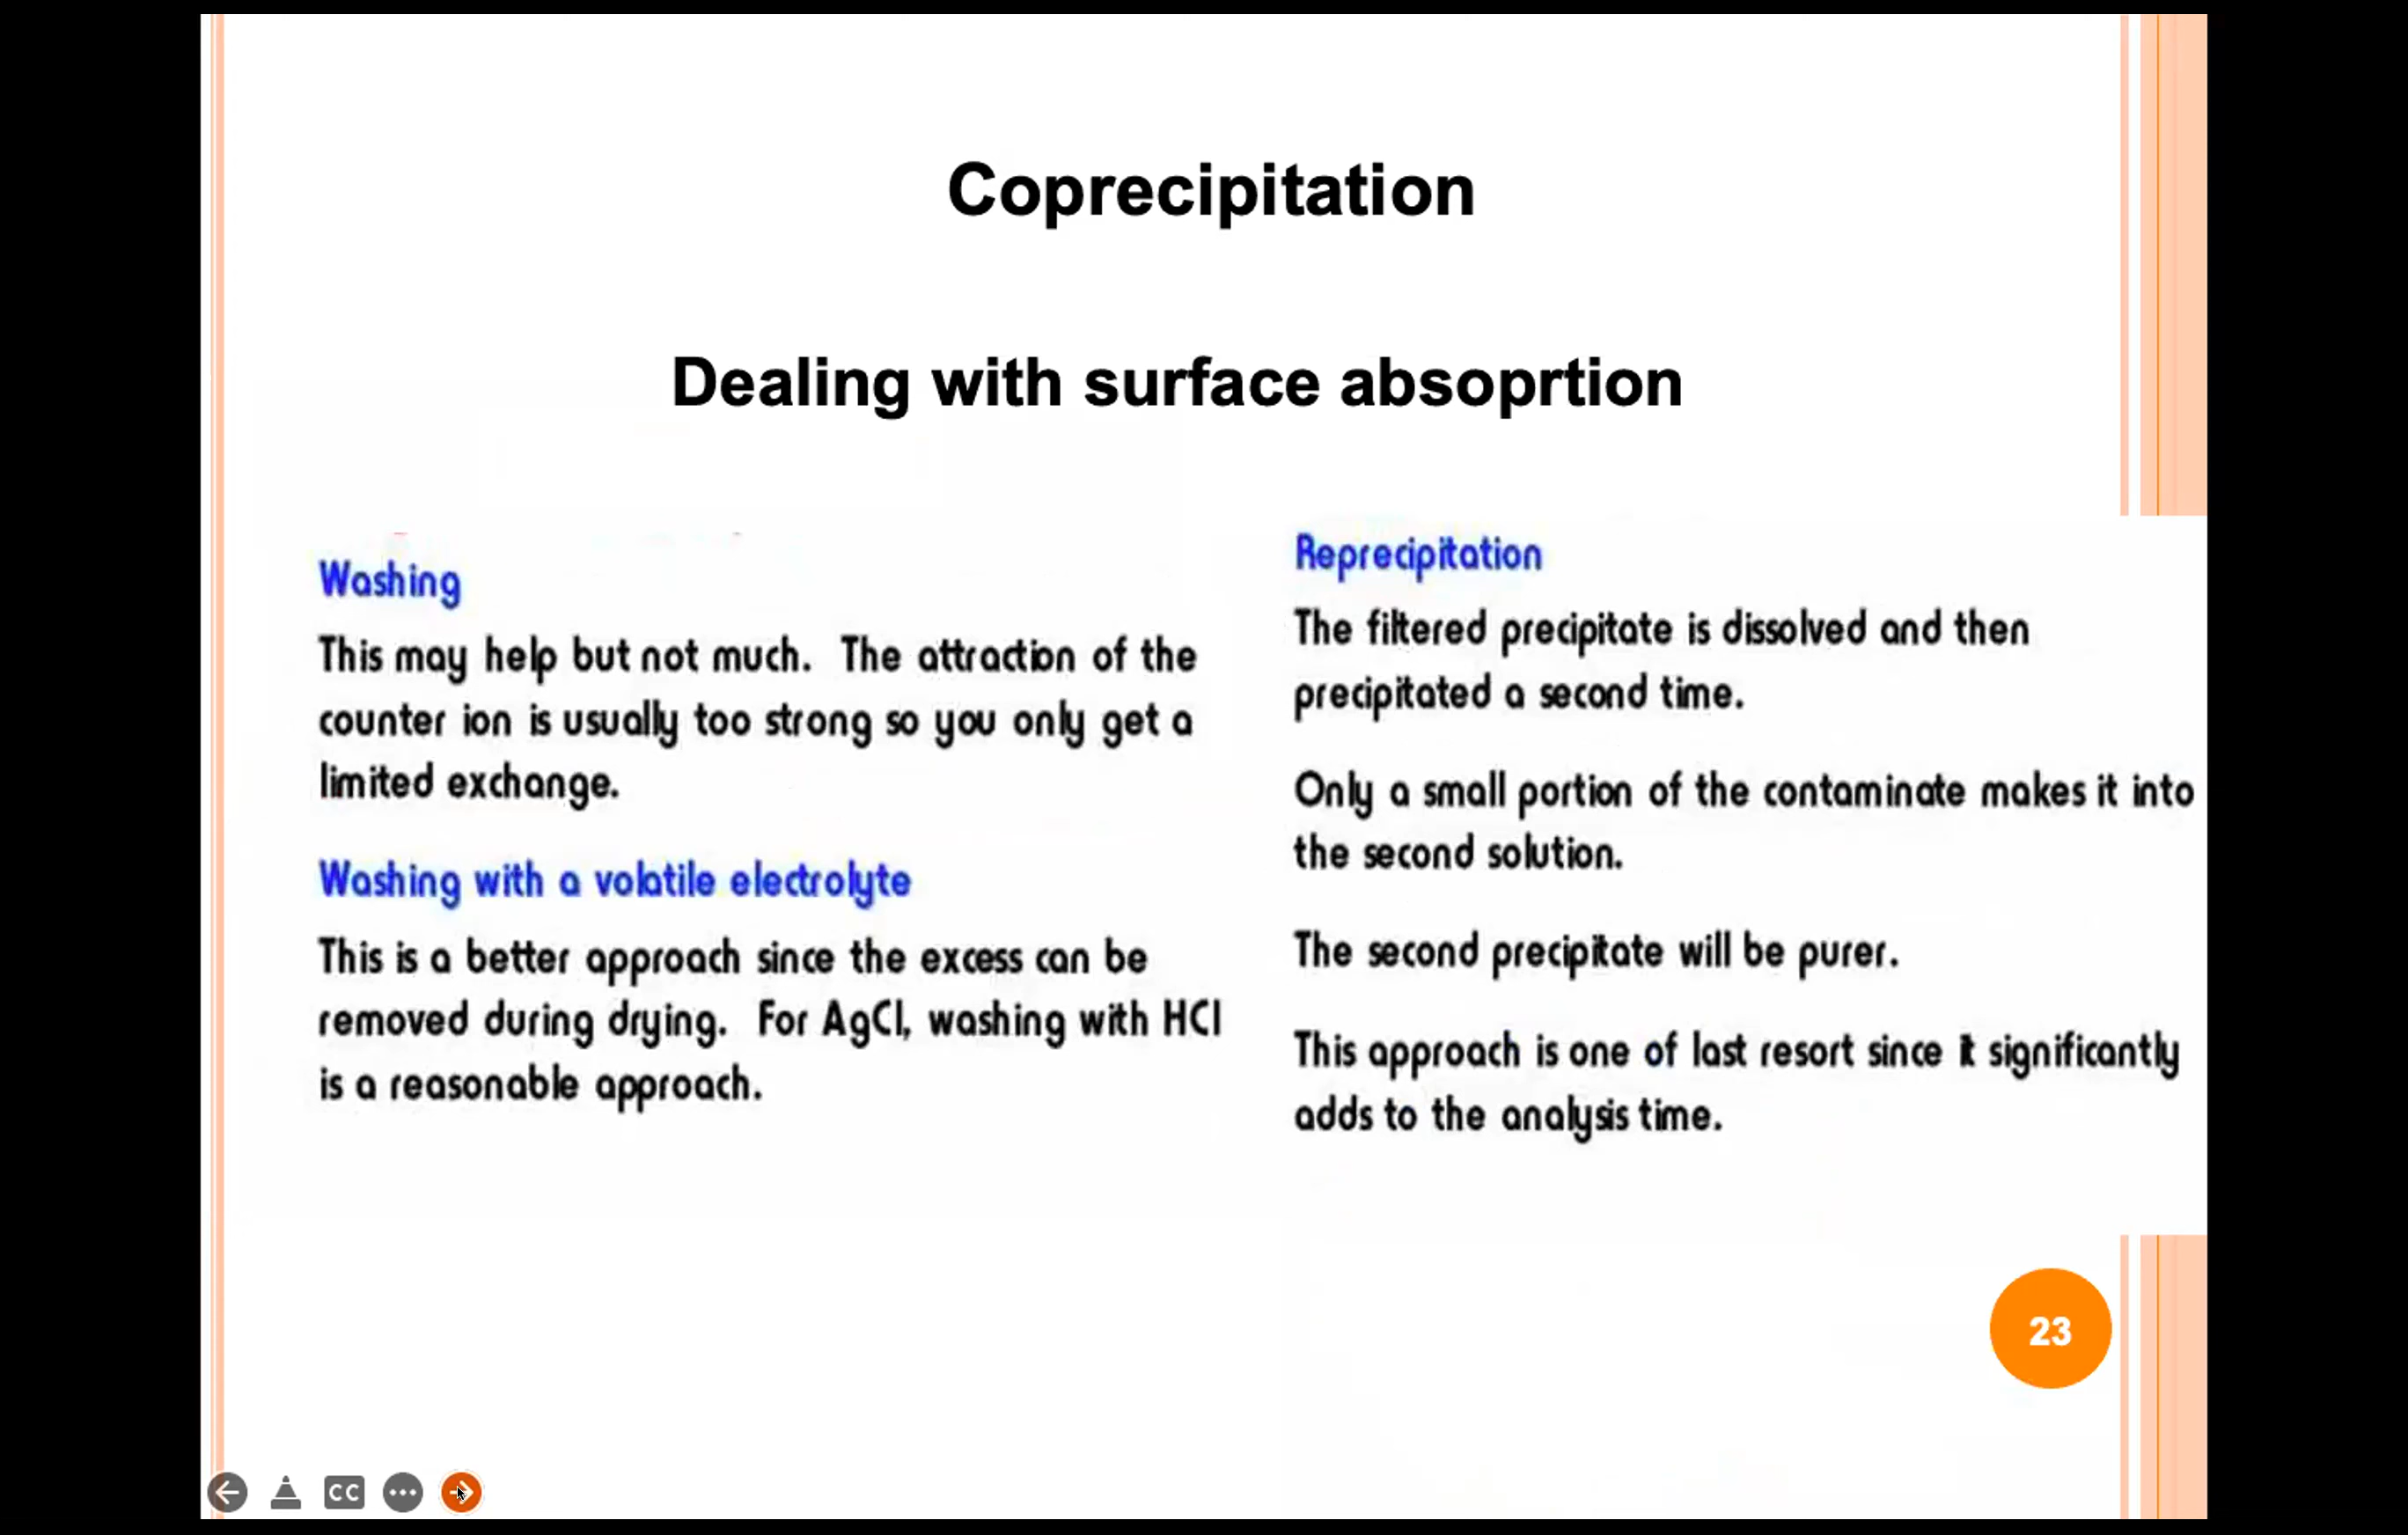 Coprecipitation
Dealing with surface absoprtion
Washing
This may help but not much. The attraction of the
counter ion is usually too strong so you only get a
limited exchange.
Washing with a volatile electrolyte
This is a better approach since the excess can be
removed during drying. For AgCl, washing with HCl
is a reasonable approach.
Reprecipitation
The filtered precipitate is dissolved and then
precipitated a second time.
Only a small portion of the contaminate makes it into
the second solution.
The second precipitate will be purer.
This approach is one of last resort since it significantly
adds to the analysis time.
23
CC